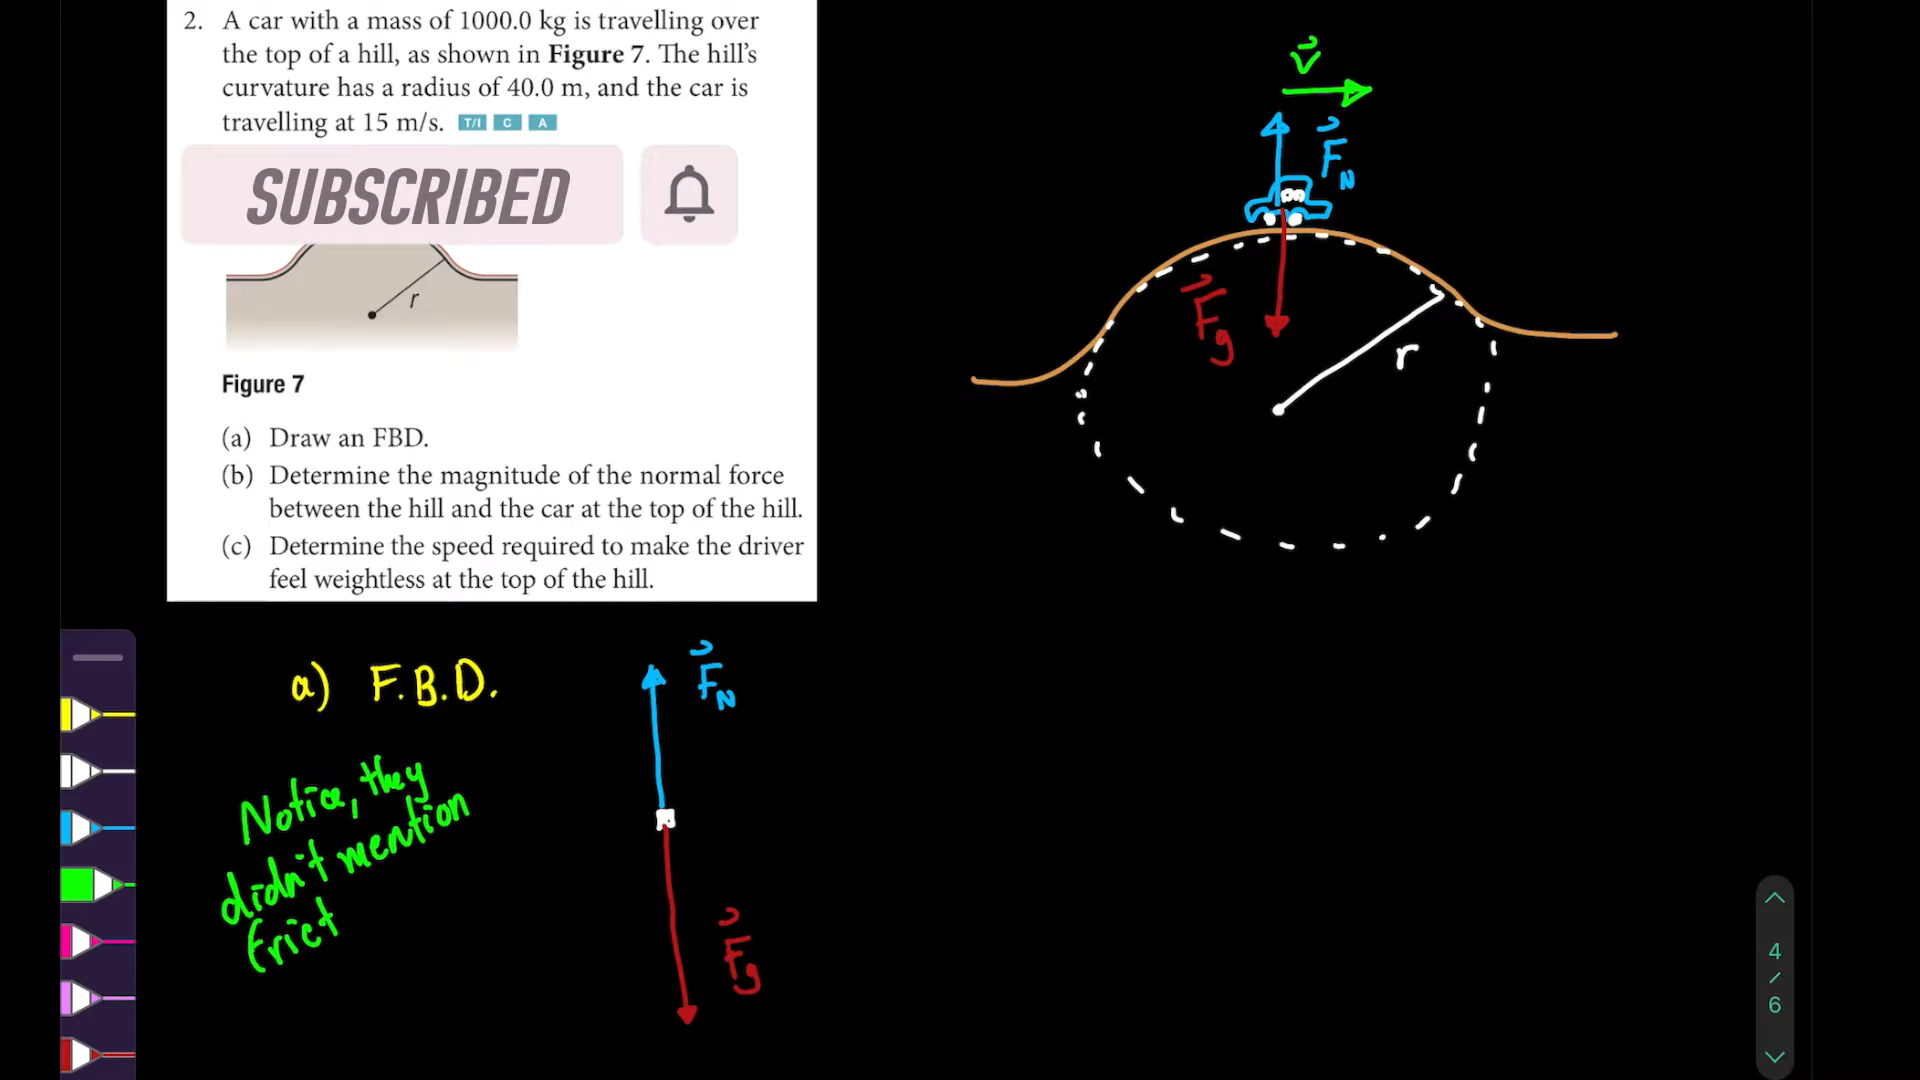 2. A car with a mass of 1000.0 kg is travelling over
the top of a hill, as shown in Figure 7. The hill's
curvature has a radius of 40.0 m, and the car is
travelling at 15 m/s. T/I C A
SUBSCRIBED
r
Figure 7
(a) Draw an FBD.
(b) Determine the magnitude of the normal force
between the hill and the car at the top of the hill.
(c) Determine the speed required to make the driver
feel weightless at the top of the hill.
v
F_N
F_g
r
a) F.B.D.
F_N
Notice, they
didn't mention
frict
F_g
4
/
6